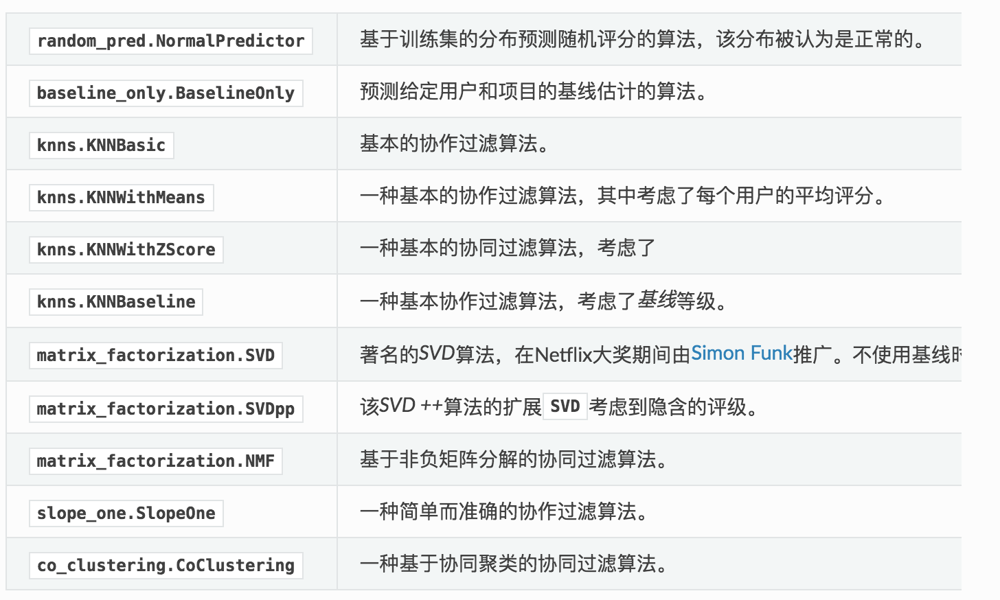 random_pred.NormalPredictor 基于训练集的分布预测随机评分的算法，该分布被认为是正常的。
baseline_only.BaselineOnly 预测给定用户和项目的基线估计的算法。
knns.KNNBasic 基本的协作过滤算法。
knns.KNNWithMeans 一种基本的协作过滤算法，其中考虑了每个用户的平均评分。
knns.KNNWithZScore 一种基本的协同过滤算法，考虑了
knns.KNNBaseline 一种基本协作过滤算法，考虑了基线等级。
matrix_factorization.SVD 著名的SVD算法，在Netflix大奖期间由Simon Funk推广。不使用基线
matrix_factorization.SVDpp 该SVD ++算法的扩展 SVD 考虑到隐含的评级。
matrix_factorization.NMF 基于非负矩阵分解的协同过滤算法。
slope_one.SlopeOne 一种简单而准确的协作过滤算法。
co_clustering.CoClustering 一种基于协同聚类的协同过滤算法。